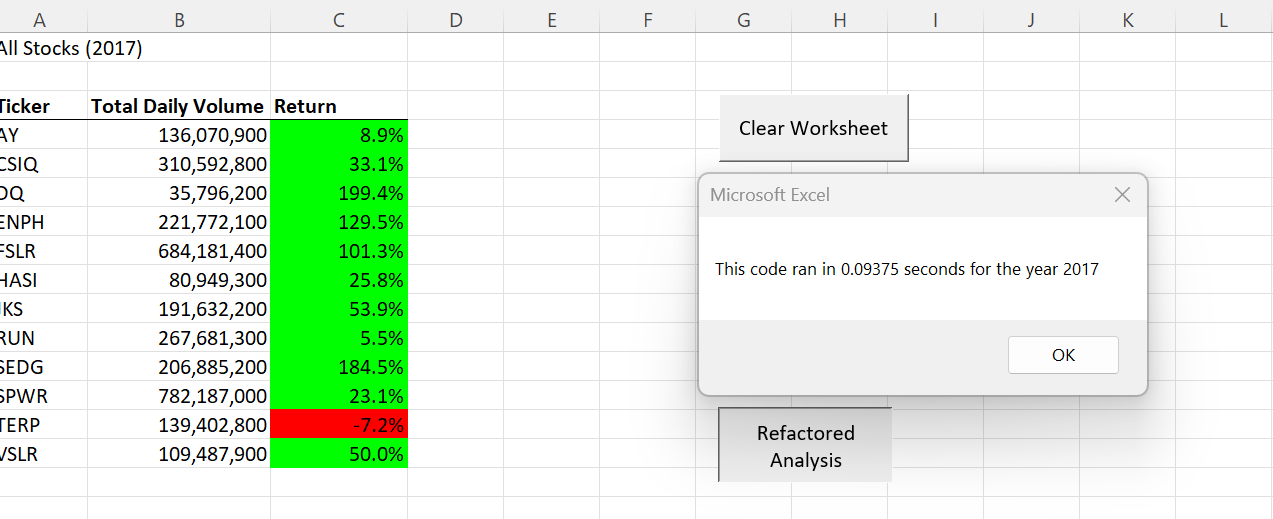 A B C D E F G H I J K L
All Stocks (2017)
Ticker Total Daily Volume Return
AY 136,070,900 8.9%
CSIQ 310,592,800 33.1%
DQ 35,796,200 199.4%
ENPH 221,772,100 129.5%
FSLR 684,181,400 101.3%
HASI 80,949,300 25.8%
JKS 191,632,200 53.9%
RUN 267,681,300 5.5%
SEDG 206,885,200 184.5%
SPWR 782,187,000 23.1%
TERP 139,402,800 -7.2%
VSLR 109,487,900 50.0%
Clear Worksheet
Microsoft Excel
This code ran in 0.09375 seconds for the year 2017
OK
Refactored
Analysis